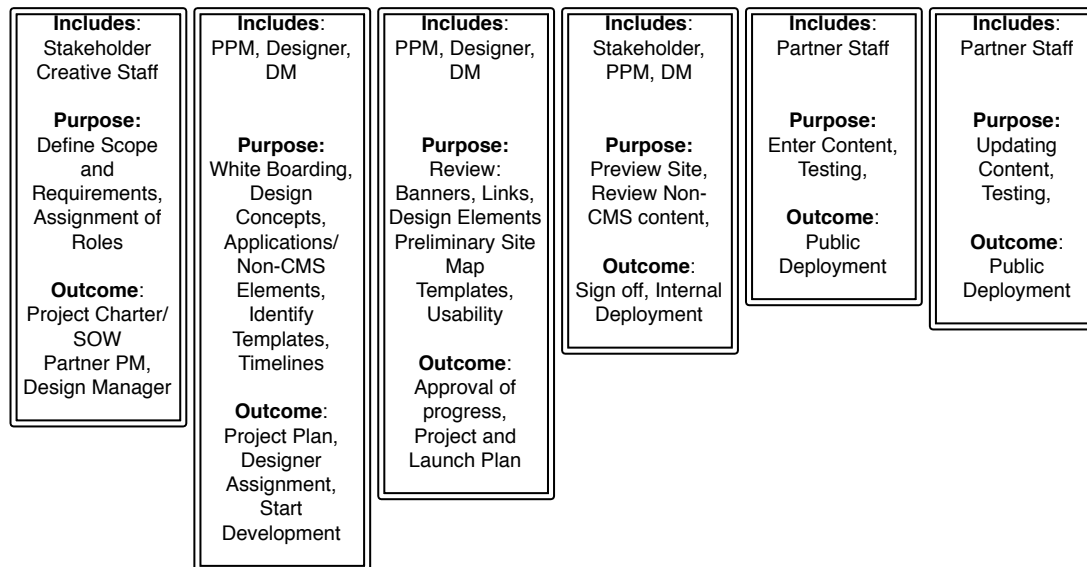 Includes:
Stakeholder
Creative Staff
Purpose:
Define Scope
and
Requirements,
Assignment of
Roles
Outcome:
Project Charter/
SOW
Partner PM,
Design Manager
Includes:
PPM, Designer,
DM
Purpose:
White Boarding,
Design
Concepts,
Applications/
Non-CMS
Elements,
Identify
Templates,
Timelines
Outcome:
Project Plan,
Designer
Assignment,
Start
Development
Includes:
PPM, Designer,
DM
Purpose:
Review:
Banners, Links,
Design Elements
Preliminary Site
Map
Templates,
Usability
Outcome:
Approval of
progress,
Project and
Launch Plan
Includes:
Stakeholder,
PPM, DM
Purpose:
Preview Site,
Review Non-
CMS content,
Outcome:
Sign off, Internal
Deployment
Includes:
Partner Staff
Purpose:
Enter Content,
Testing,
Outcome:
Public
Deployment
Includes:
Partner Staff
Purpose:
Updating
Content,
Testing,
Outcome:
Public
Deployment